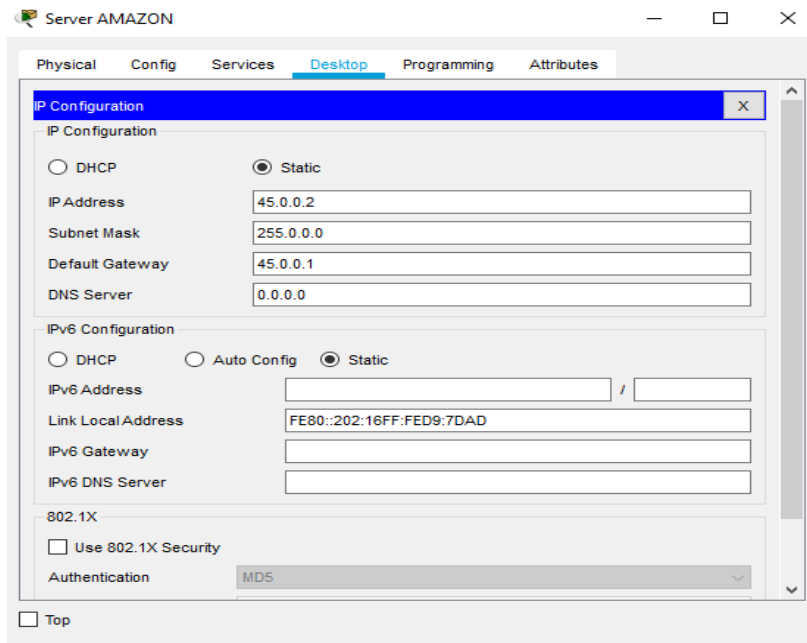 Server AMAZON
Physical Config Services Desktop Programming Attributes
IP Configuration X
IP Configuration
DHCP Static
IP Address 45.0.0.2
Subnet Mask 255.0.0.0
Default Gateway 45.0.0.1
DNS Server 0.0.0.0
IPv6 Configuration
DHCP Auto Config Static
IPv6 Address /
Link Local Address FE80::202:16FF:FED9:7DAD
IPv6 Gateway
IPv6 DNS Server
802.1X
Use 802.1X Security
Authentication MD5
Top